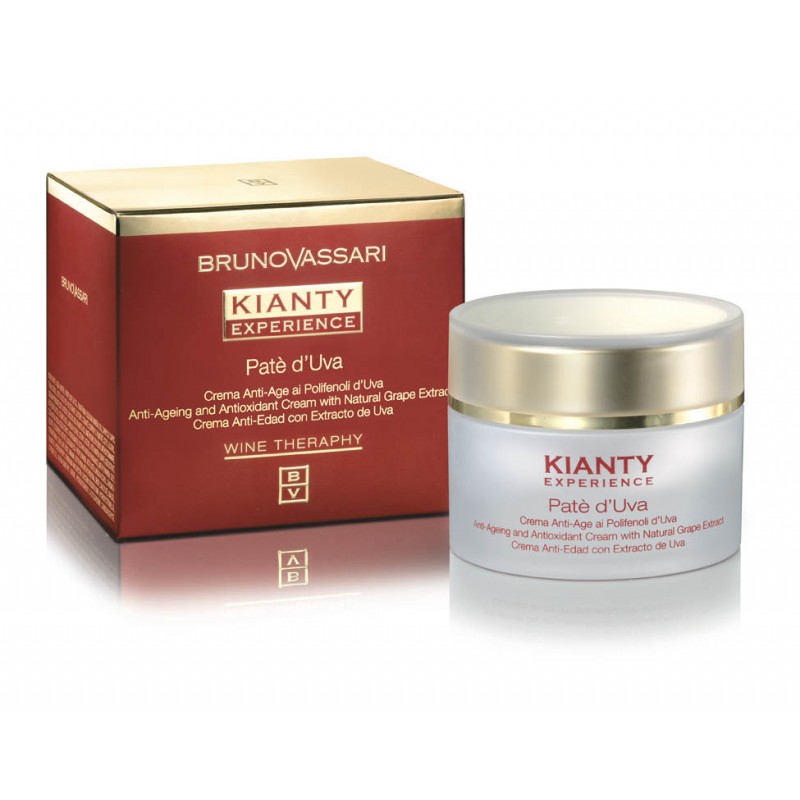 BV
BRUNOVASSARI
BRUNOVASSARI
KIANTY
EXPERIENCE
Patè d'Uva
Crema Anti-Age ai Polifenoli d'Uva
Anti-Ageing and Antioxidant Cream with Natural Grape Extract
Crema Anti-Edad con Extracto de Uva
WINE THERAPHY
B
V
KIANTY
EXPERIENCE
Patè d'Uva
Crema Anti-Age ai Polifenoli d'Uva
Anti-Ageing and Antioxidant Cream with Natural Grape Extract
Crema Anti-Edad con Extracto de Uva